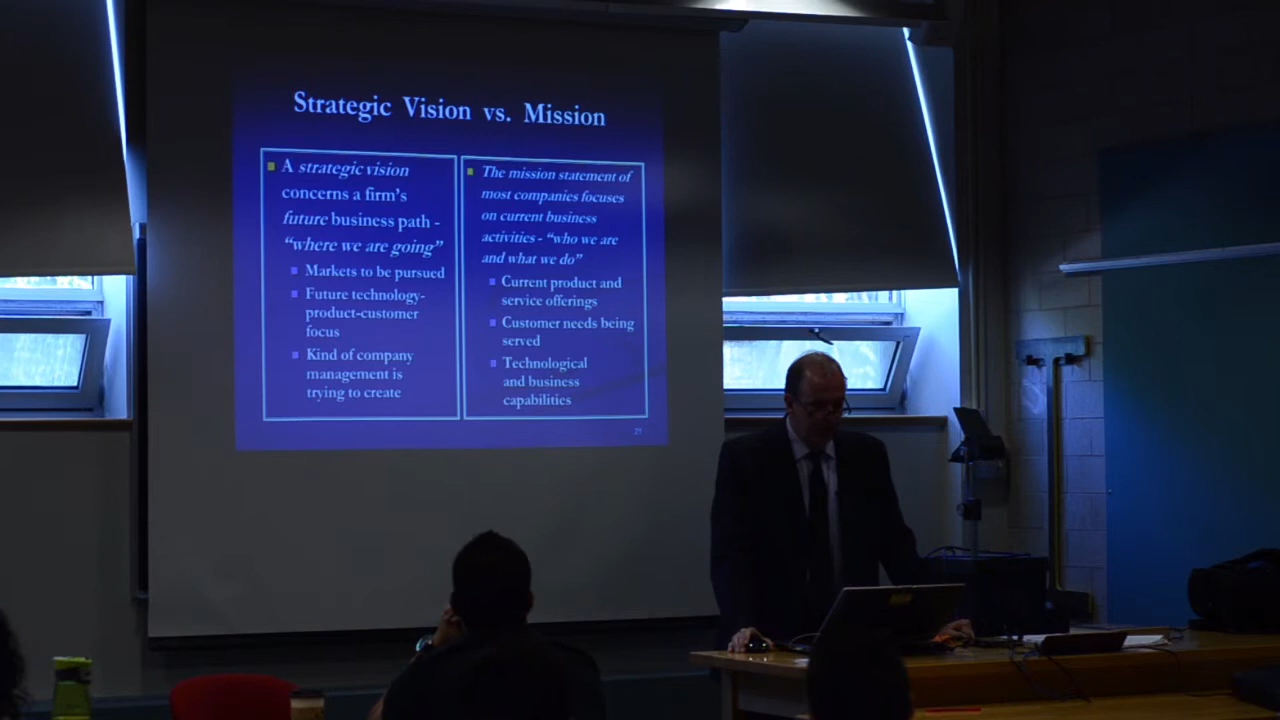 Strategic Vision vs. Mission
A strategic vision
concerns a firm's
future business path -
“where we are going”
Markets to be pursued
Future technology-
product-customer
focus
Kind of company
management is
trying to create
The mission statement of
most companies focuses
on current business
activities - “who we are
and what we do”
Current product and
service offerings
Customer needs being
served
Technological
and business
capabilities